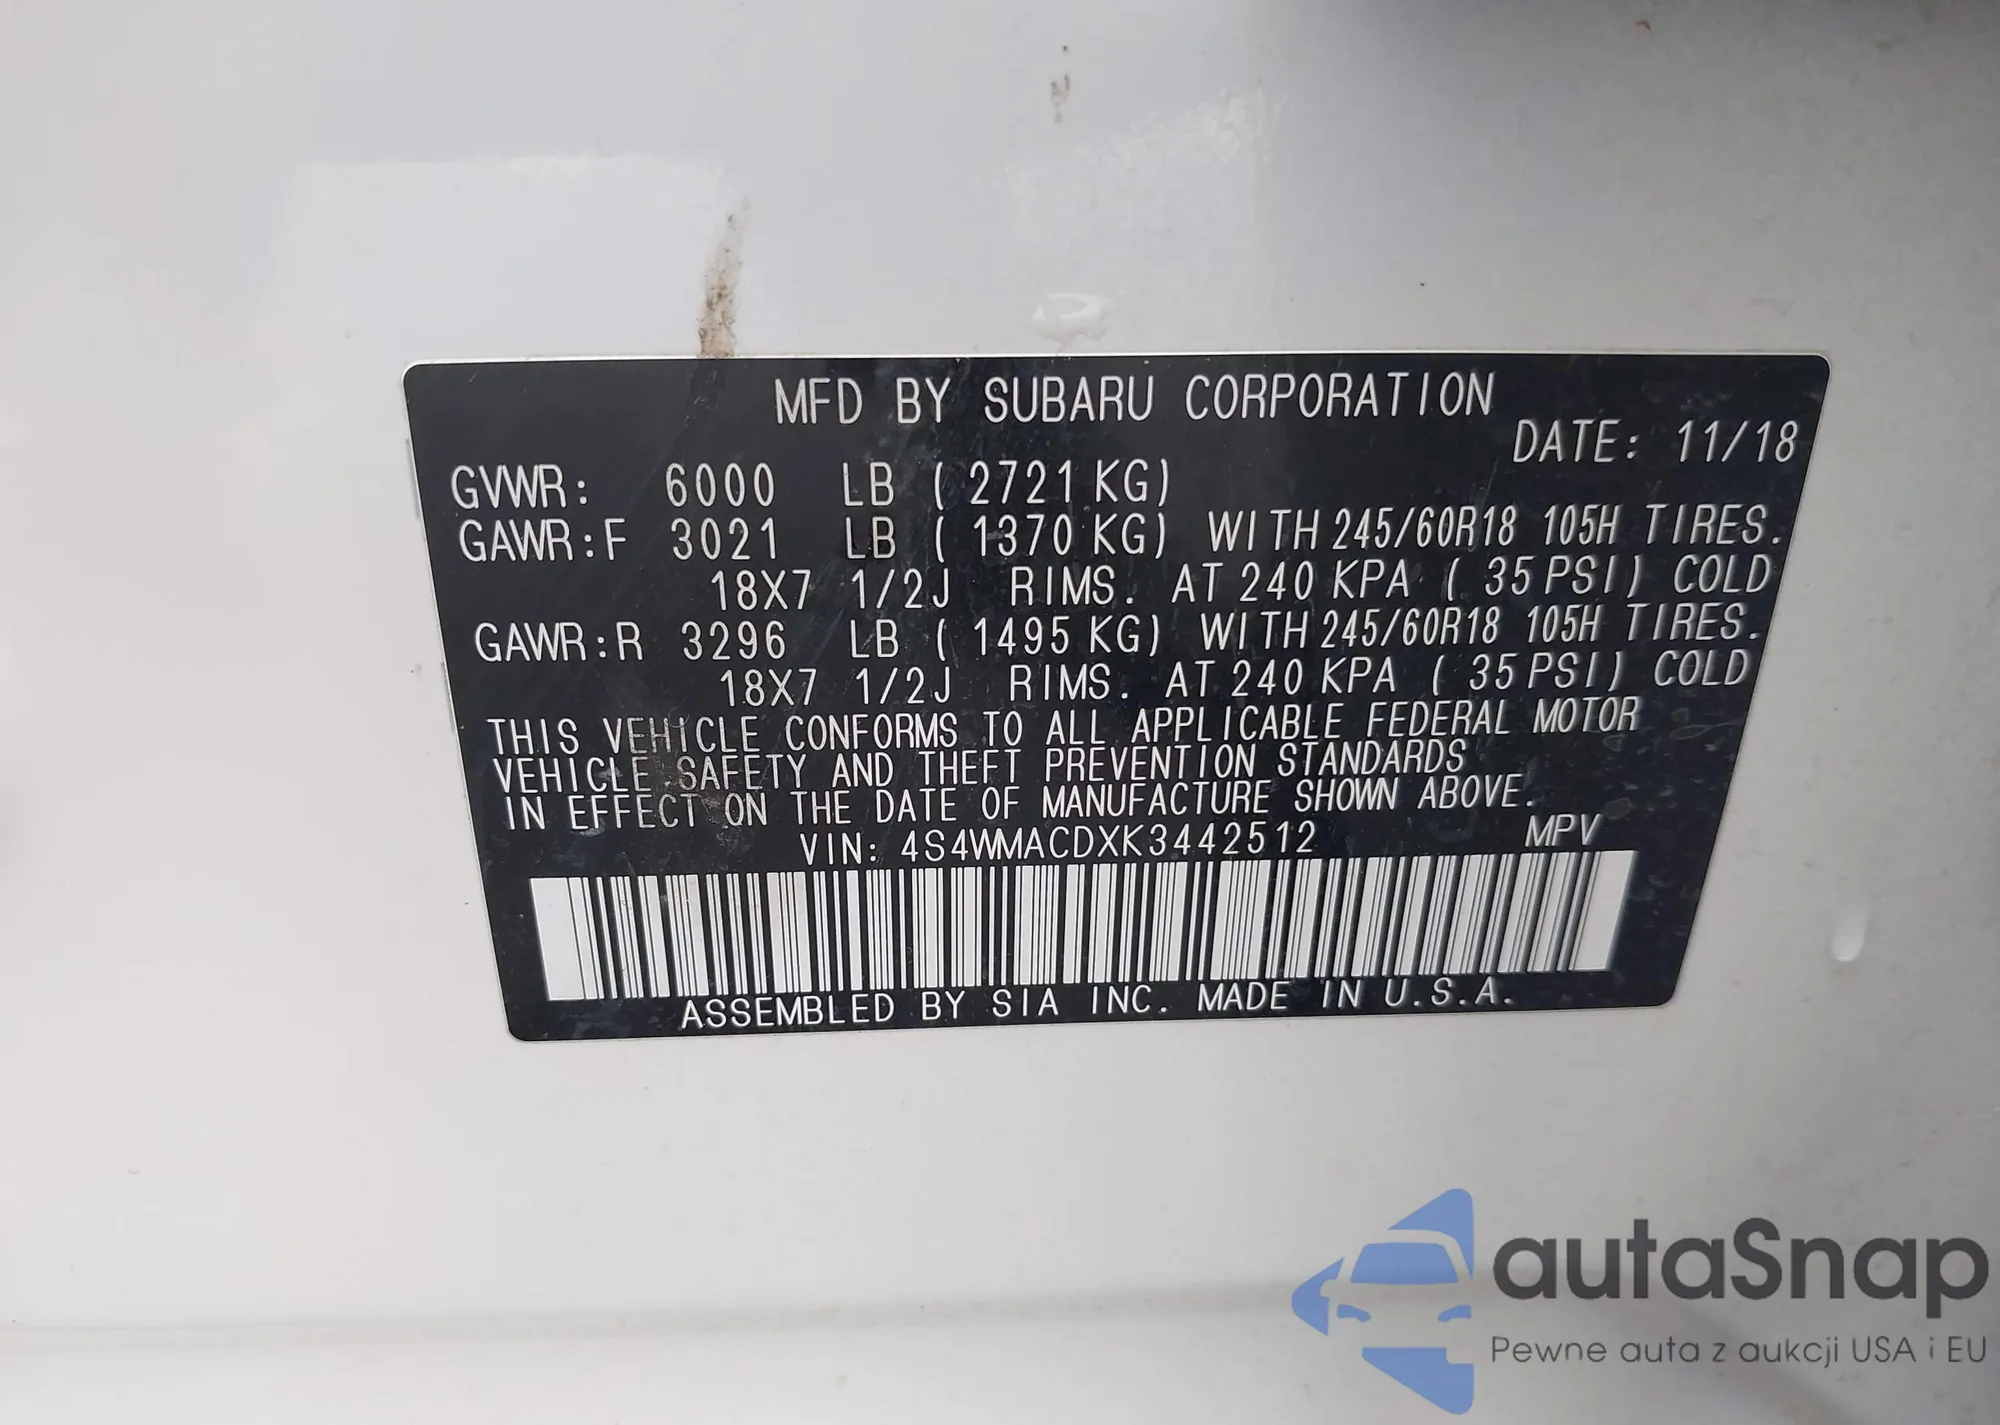 MFD BY SUBARU CORPORATION
DATE: 11/18
GVWR: 6000 LB ( 2721 KG)
GAWR:F 3021 LB ( 1370 KG) WITH 245/60R18 105H TIRES.
18X7 1/2J RIMS. AT 240 KPA ( 35 PSI) COLD
GAWR:R 3296 LB ( 1495 KG) WITH 245/60R18 105H TIRES.
18X7 1/2J RIMS. AT 240 KPA ( 35 PSI) COLD
THIS VEHICLE CONFORMS TO ALL APPLICABLE FEDERAL MOTOR
VEHICLE SAFETY AND THEFT PREVENTION STANDARDS
IN EFFECT ON THE DATE OF MANUFACTURE SHOWN ABOVE.
VIN: 4S4WMACDXK3442512 MPV
ASSEMBLED BY SIA INC. MADE IN U.S.A.
autaSnap
Pewne auta z aukcji USA i EU